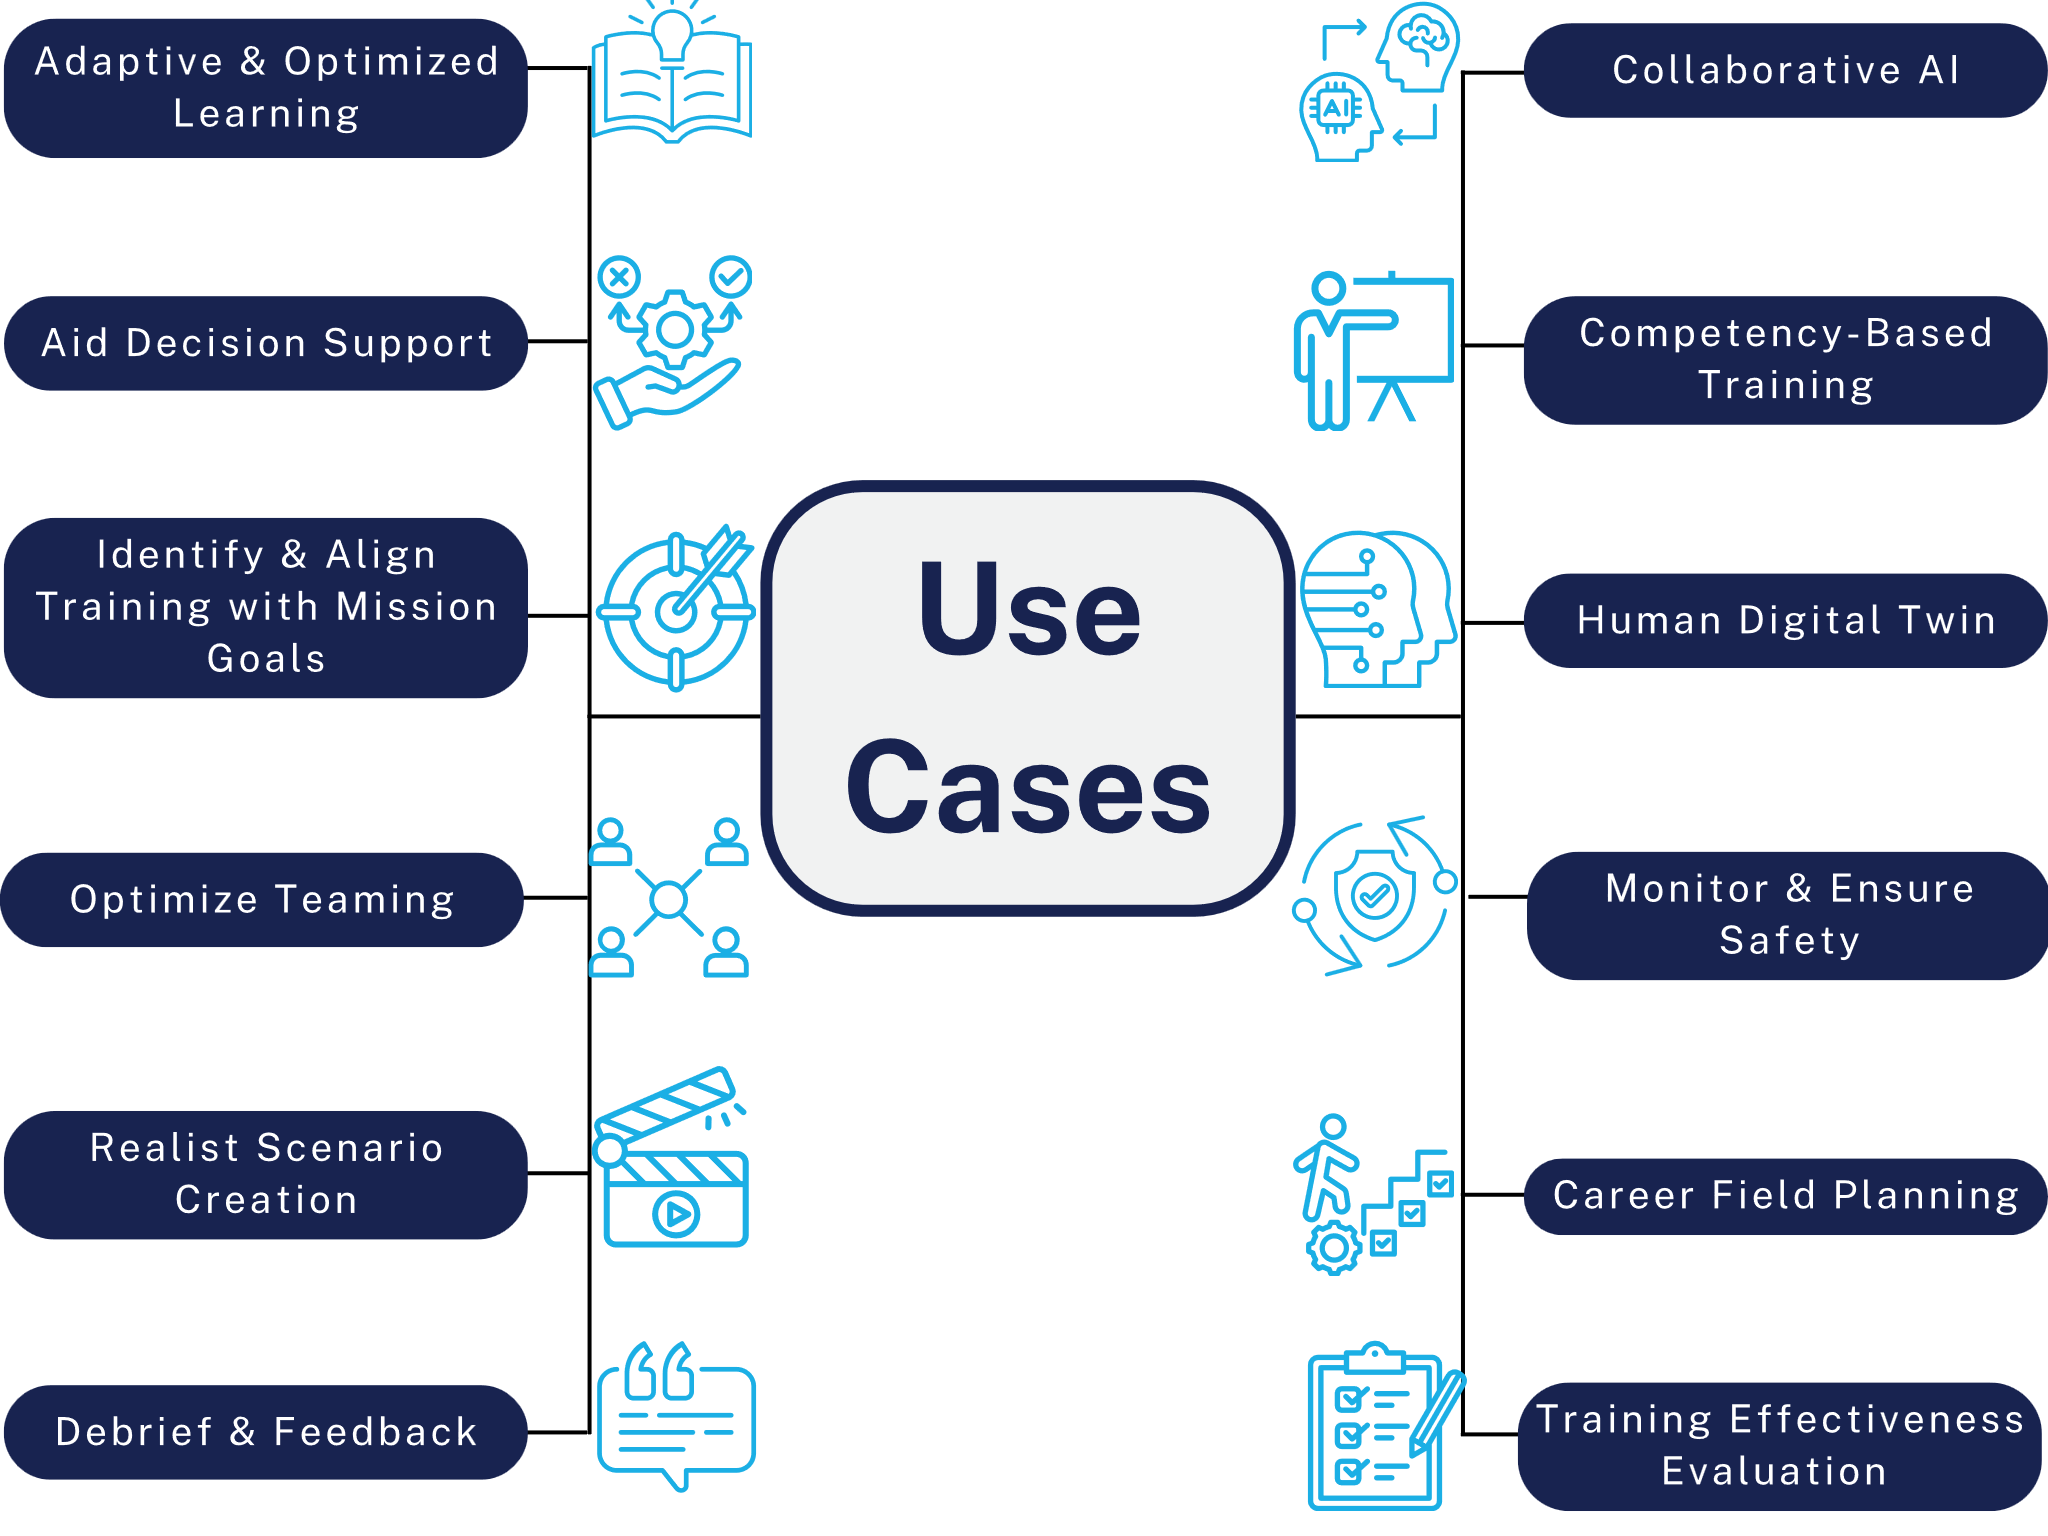 Adaptive & Optimized
Learning
Aid Decision Support
Identify & Align
Training with Mission
Goals
Optimize Teaming
Realist Scenario
Creation
Debrief & Feedback
Use
Cases
AI
Collaborative AI
Competency-Based
Training
Human Digital Twin
Monitor & Ensure
Safety
Career Field Planning
Training Effectiveness
Evaluation